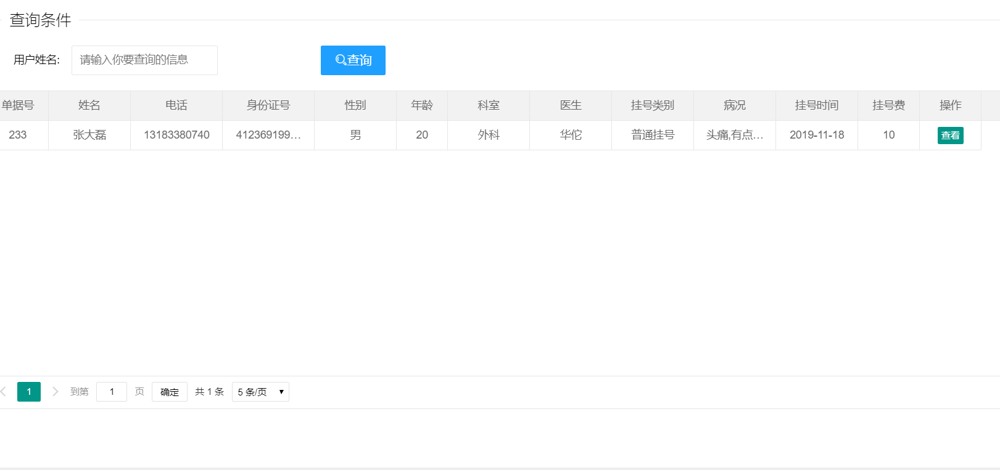 查询条件
用户姓名: 请输入你要查询的信息 查询
单据号 姓名 电话 身份证号 性别 年龄 科室 医生 挂号类别 病况 挂号时间 挂号费 操作
233 张大磊 13183380740 412369199... 男 20 外科 华佗 普通挂号 头痛,有点... 2019-11-18 10 查看
1 到第 1 页 确定 共 1 条 5 条/页